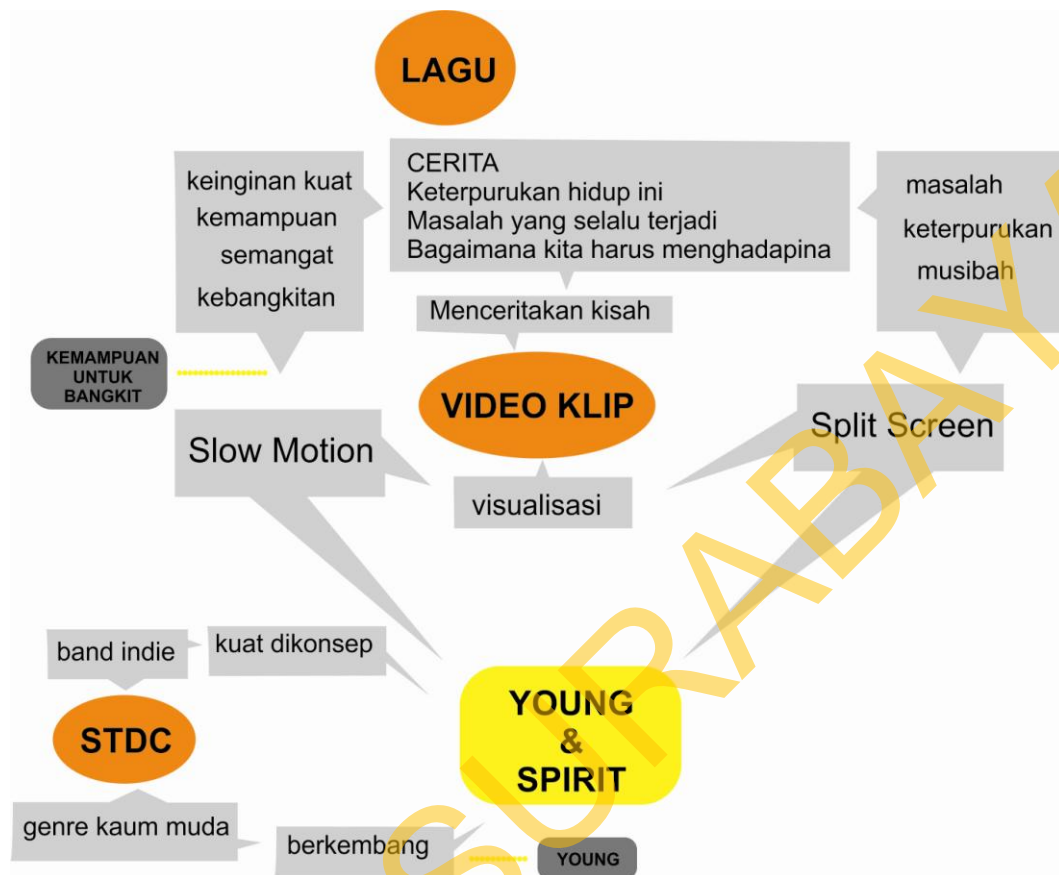 LAGU
CERITA
Keterpurukan hidup ini
Masalah yang selalu terjadi
Bagaimana kita harus menghadapina
keinginan kuat
kemampuan
semangat
kebangkitan
masalah
keterpurukan
musibah
Menceritakan kisah
KEMAMPUAN
UNTUK
BANGKIT
VIDEO KLIP
Slow Motion
Split Screen
visualisasi
band indie
kuat dikonsep
STDC
YOUNG
&
SPIRIT
genre kaum muda
berkembang
YOUNG
SURABAYA